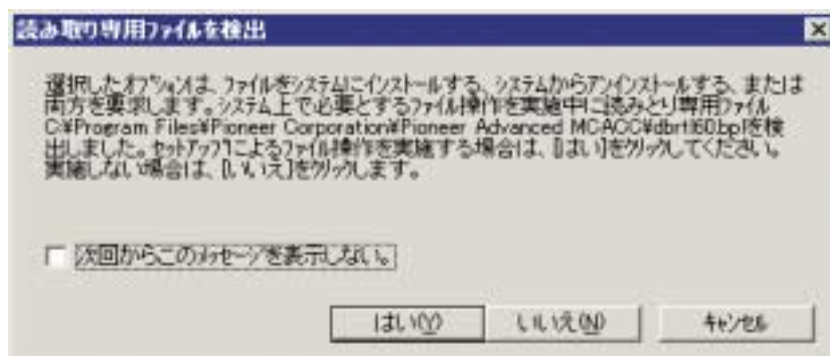 読み取り専用ファイルを検出
選択したオプションは、ファイルをシステムにインストールする、システムからアンインストールする、または
両方を要求します。システム上で必要とするファイル操作を実施中に読みとり専用ファイル
C:¥Program Files¥Pioneer Corporation¥Pioneer Advanced MCACC¥dbrtl60.bplを検
出しました。セットアップによるファイル操作を実施する場合は、[はい]をクリックしてください。
実施しない場合は、[いいえ]をクリックします。
次回からこのメッセージを表示しない。
はい(Y) いいえ(N) キャンセル